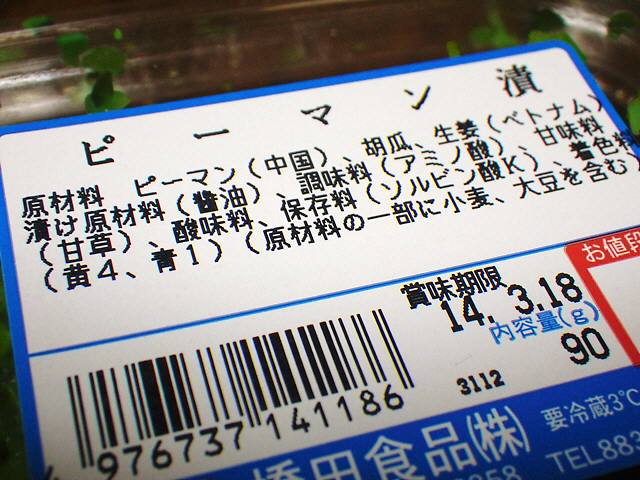 ピーマン漬
原材料 ピーマン(中国)、胡瓜、生姜(ベトナム)
漬け原材料(醤油)、調味料(アミノ酸)、甘味料
(甘草)、酸味料、保存料(ソルビン酸K)、着色料
(黄4、青1)(原材料の一部に小麦、大豆を含む)
お値段
賞味期限
14. 3.18
内容量(g)
90
3112
976737 141186
橋田食品(株)
要冷蔵3℃
TEL883